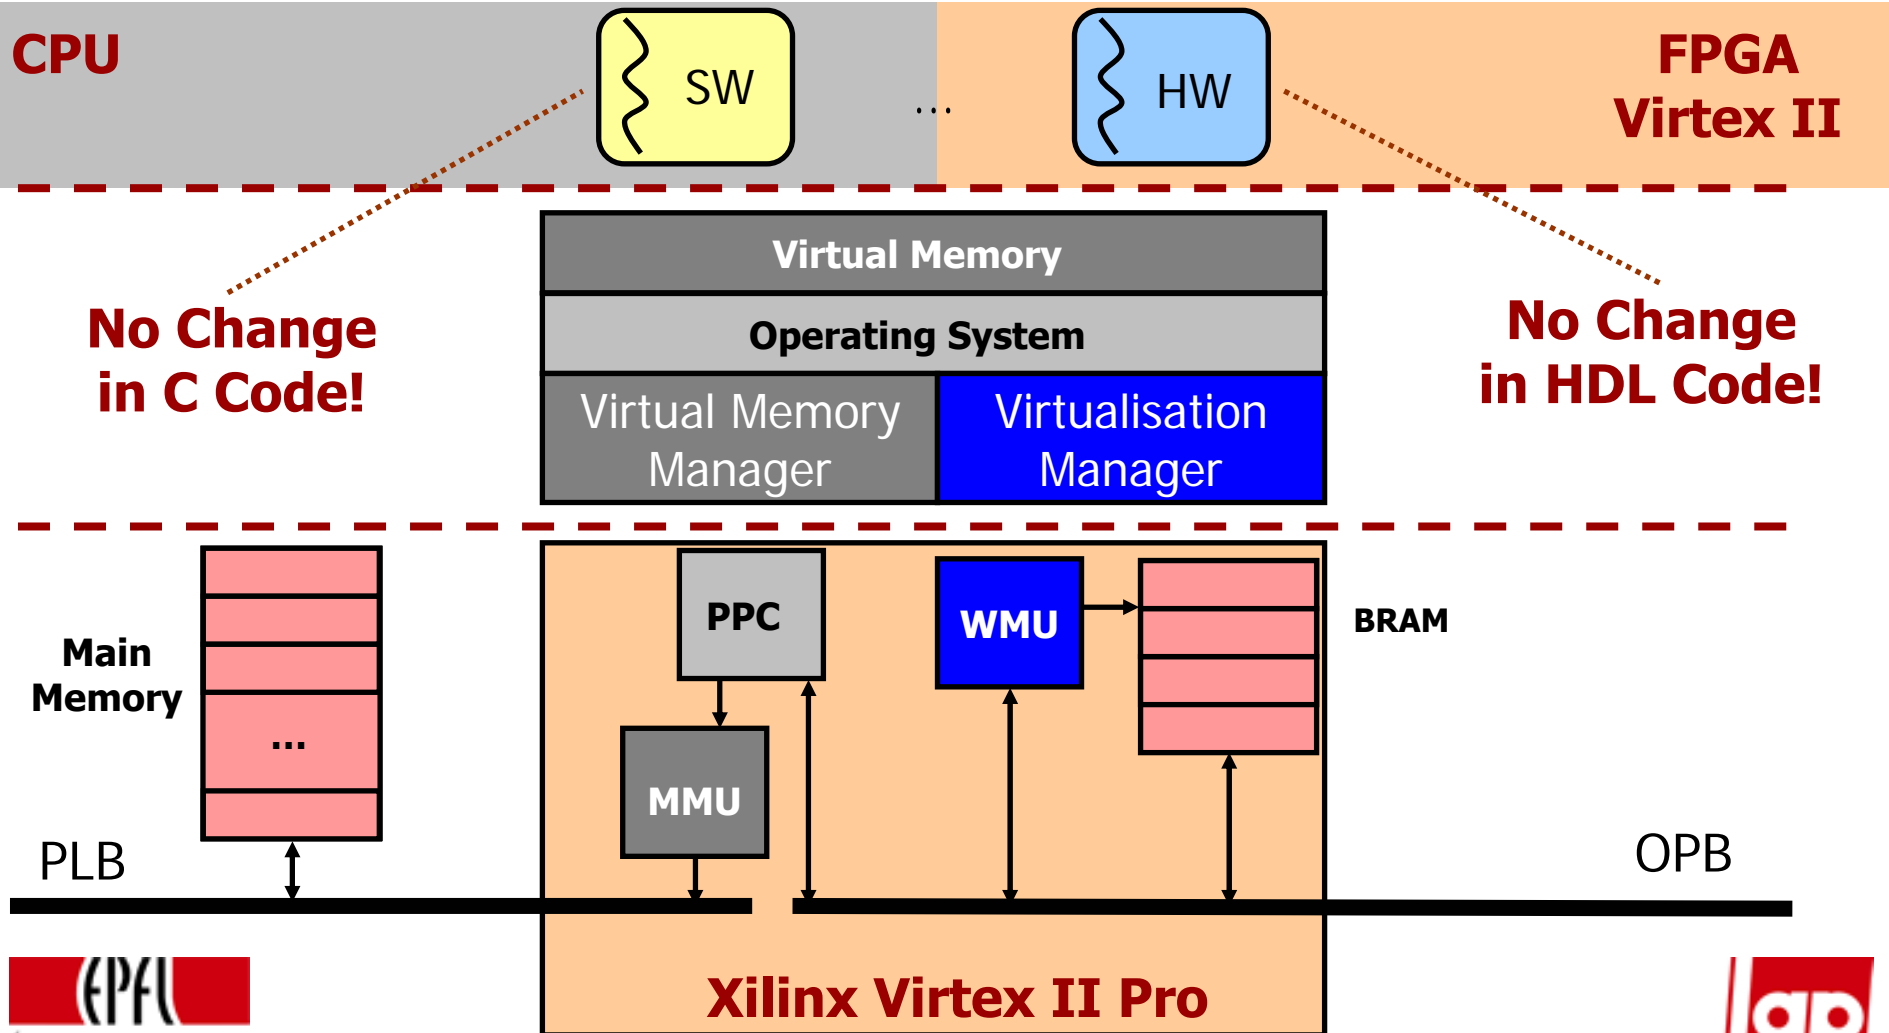 CPU
SW
...
HW
FPGA
Virtex II
Virtual Memory
Operating System
Virtual Memory
Manager
Virtualisation
Manager
No Change
in C Code!
No Change
in HDL Code!
Main
Memory
...
PPC
MMU
WMU
BRAM
PLB
OPB
EPFL
Xilinx Virtex II Pro
lap